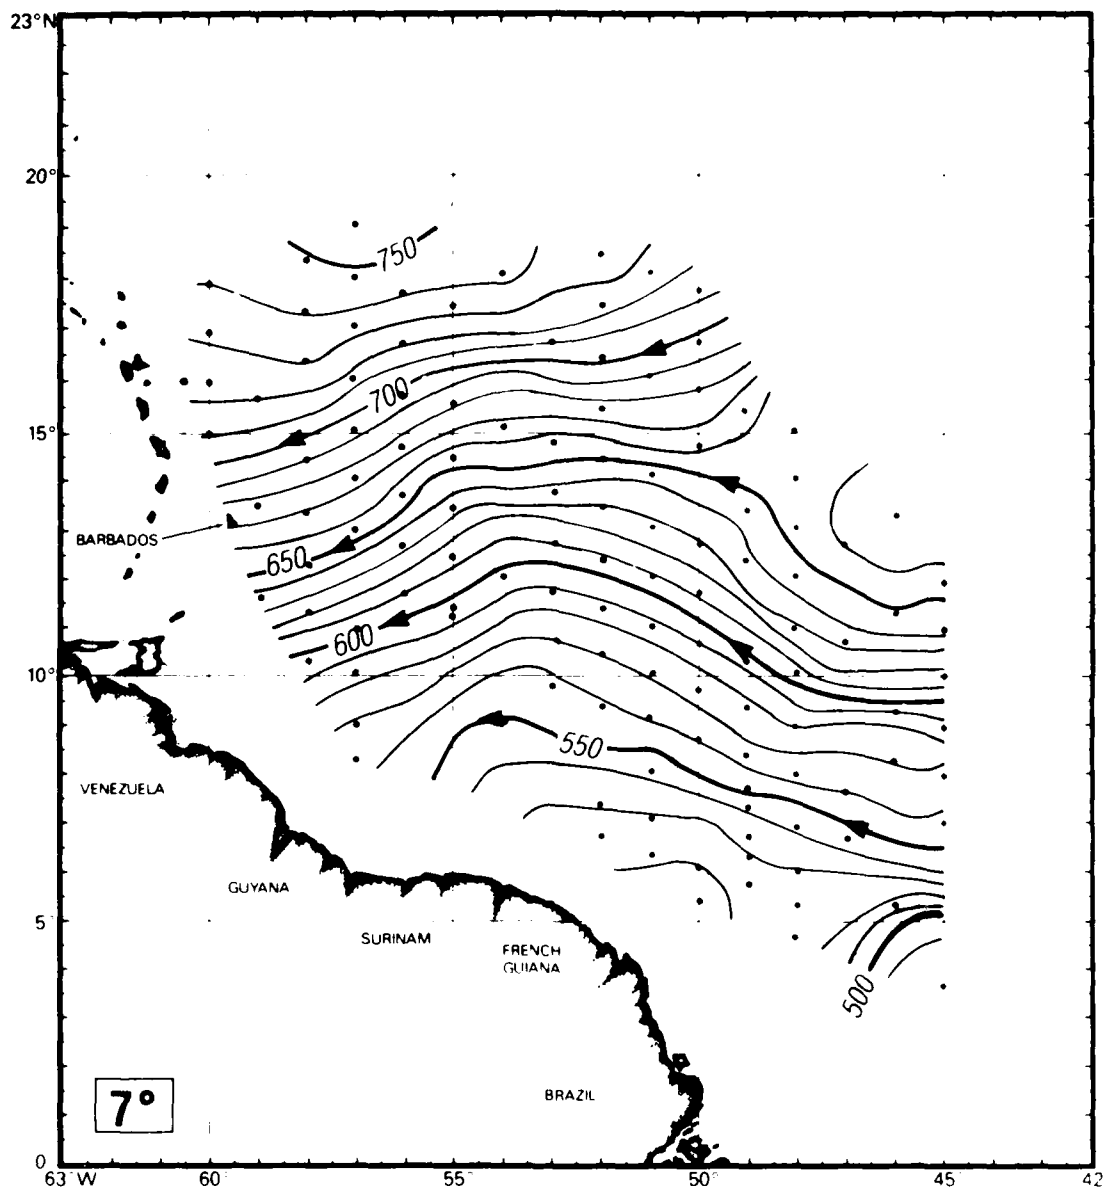 23°N
20°
750
700
15°
BARBADOS
650
600
10°
550
VENEZUELA
GUYANA
5°
SURINAM
FRENCH
GUIANA
500
BRAZIL
7°
0
63°W 60° 55° 50° 45 42